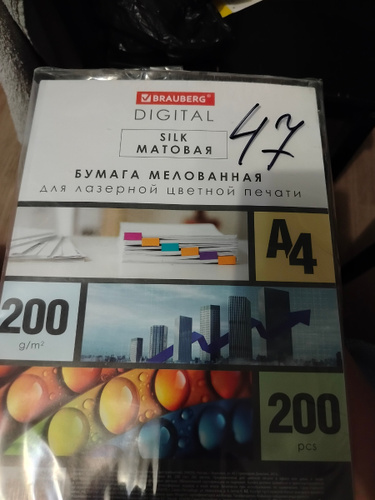 BRAUBERG
DIGITAL
SILK
МАТОВАЯ
47
БУМАГА МЕЛОВАННАЯ
для лазерной цветной печати
A4
200
g/m²
200
pcs